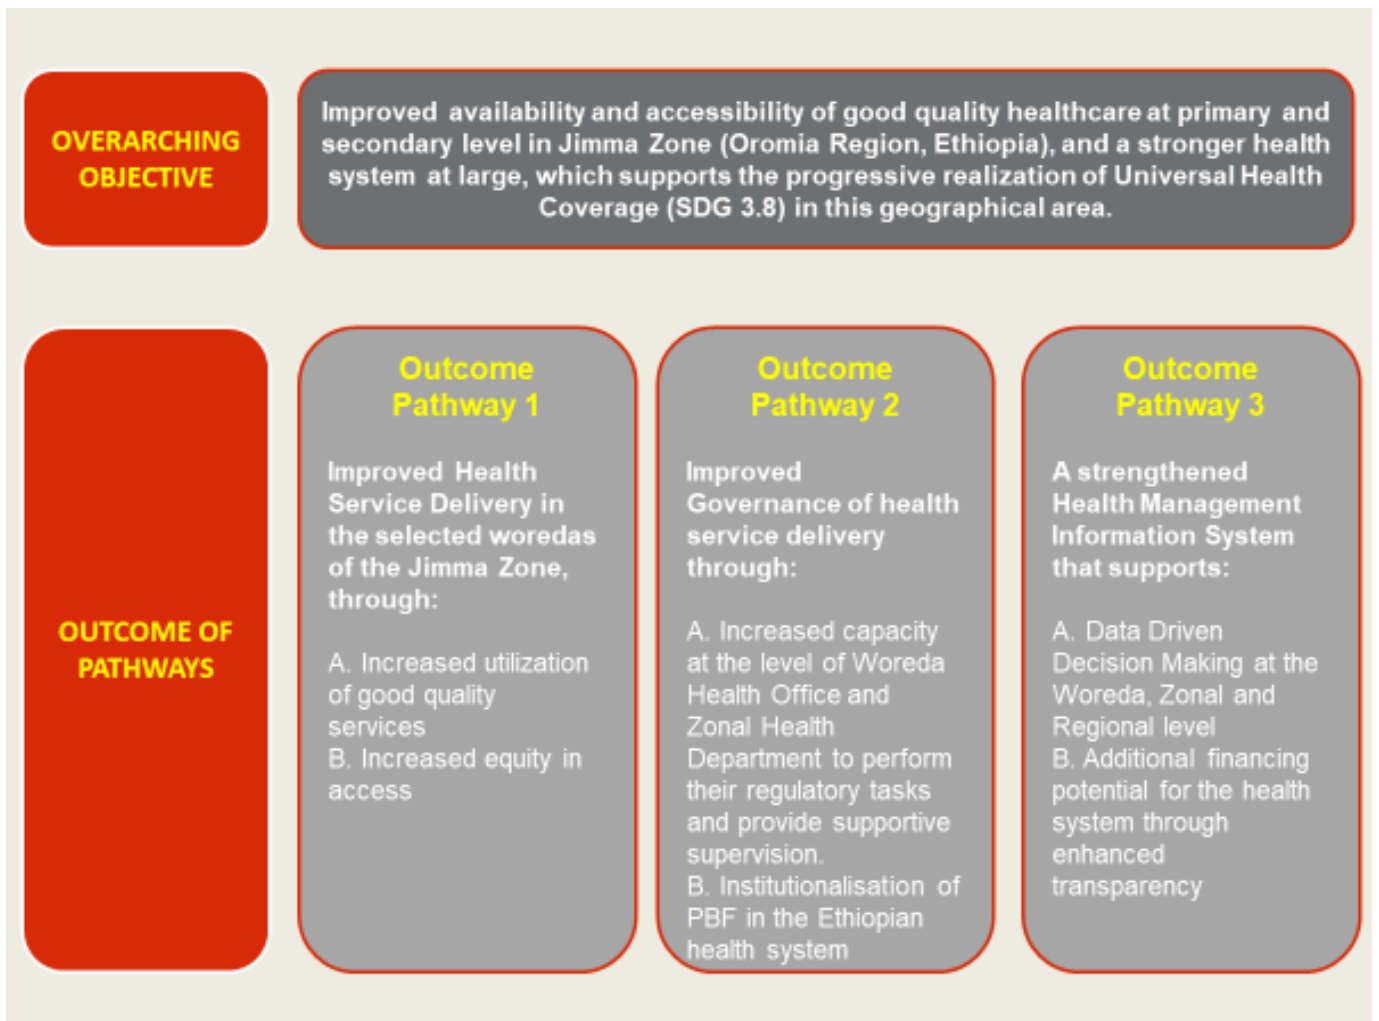 OVERARCHING
OBJECTIVE
Improved availability and accessibility of good quality healthcare at primary and
secondary level in Jimma Zone (Oromia Region, Ethiopia), and a stronger health
system at large, which supports the progressive realization of Universal Health
Coverage (SDG 3.8) in this geographical area.
OUTCOME OF
PATHWAYS
Outcome
Pathway 1
Improved Health
Service Delivery in
the selected woredas
of the Jimma Zone,
through:
A. Increased utilization
of good quality
services
B. Increased equity in
access
Outcome
Pathway 2
Improved
Governance of health
service delivery
through:
A. Increased capacity
at the level of Woreda
Health Office and
Zonal Health
Department to perform
their regulatory tasks
and provide supportive
supervision.
B. Institutionalisation of
PBF in the Ethiopian
health system
Outcome
Pathway 3
A strengthened
Health Management
Information System
that supports:
A. Data Driven
Decision Making at the
Woreda, Zonal and
Regional level
B. Additional financing
potential for the health
system through
enhanced
transparency